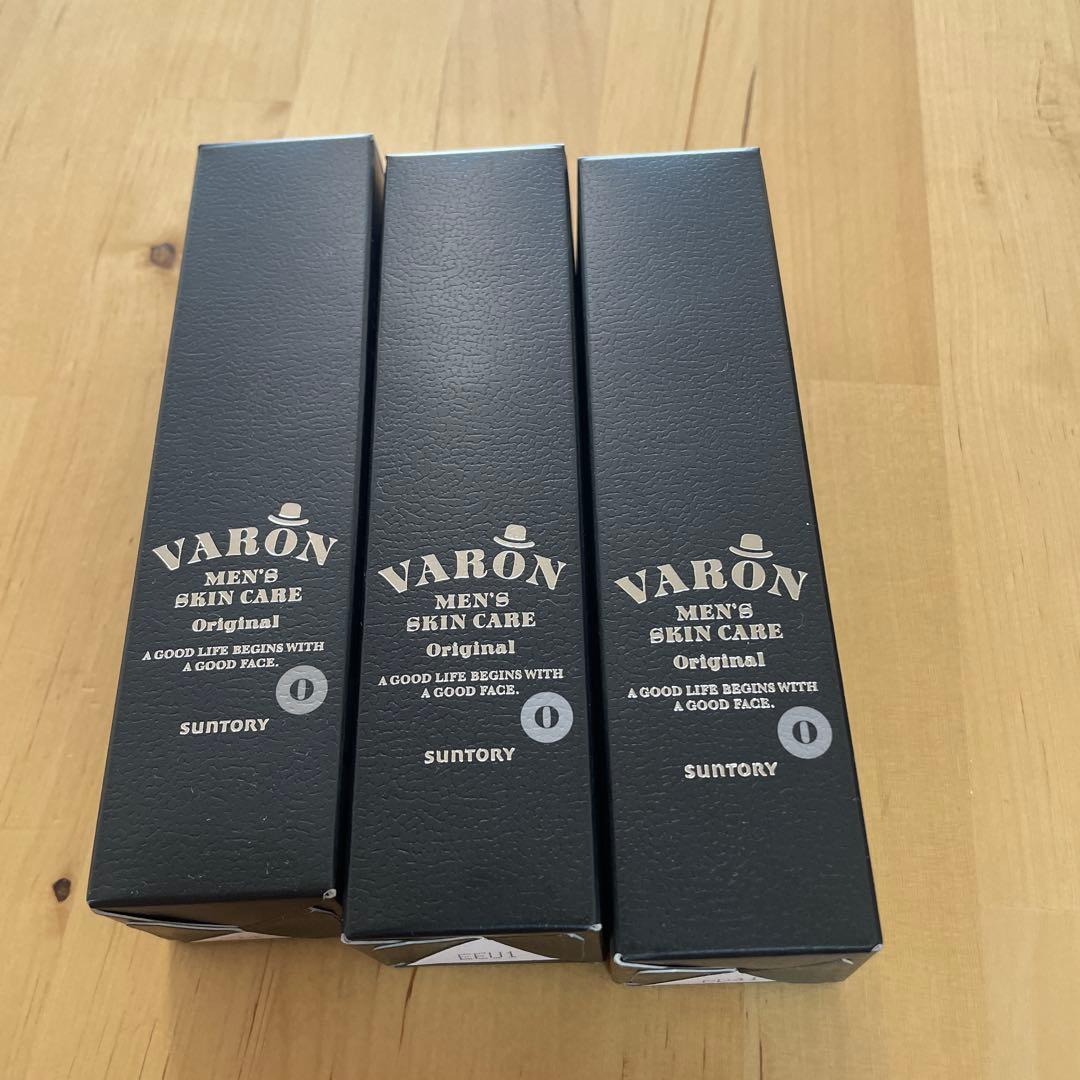 VARON
MEN'S
SKIN CARE
Original
A GOOD LIFE BEGINS WITH
A GOOD FACE.
O
SUNTORY
VARON
MEN'S
SKIN CARE
Original
A GOOD LIFE BEGINS WITH
A GOOD FACE.
O
SUNTORY
EEU1
VARON
MEN'S
SKIN CARE
Original
A GOOD LIFE BEGINS WITH
A GOOD FACE.
O
SUNTORY